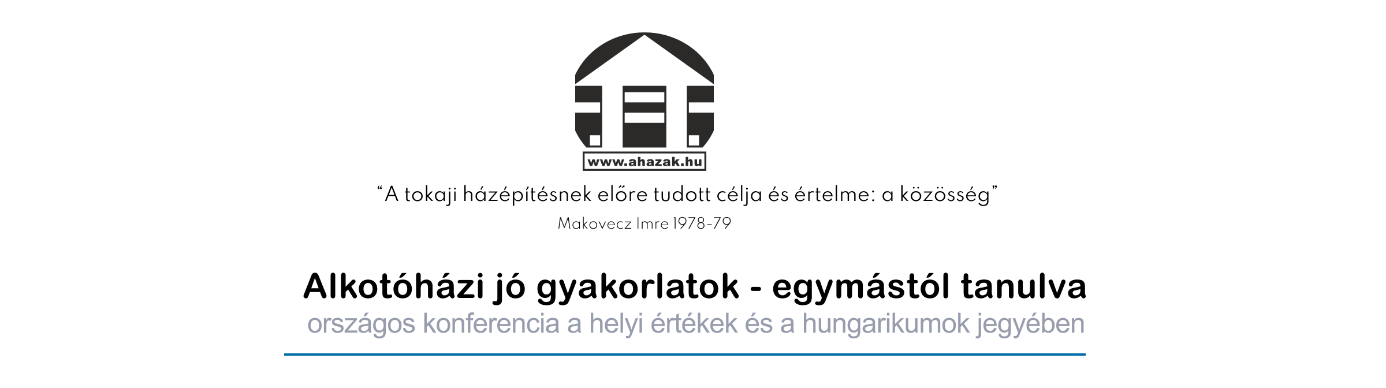 www.ahazak.hu
“A tokaji házépítésnek előre tudott célja és értelme: a közösség”
Makovecz Imre 1978-79
Alkotóházi jó gyakorlatok - egymástól tanulva
országos konferencia a helyi értékek és a hungarikumok jegyében